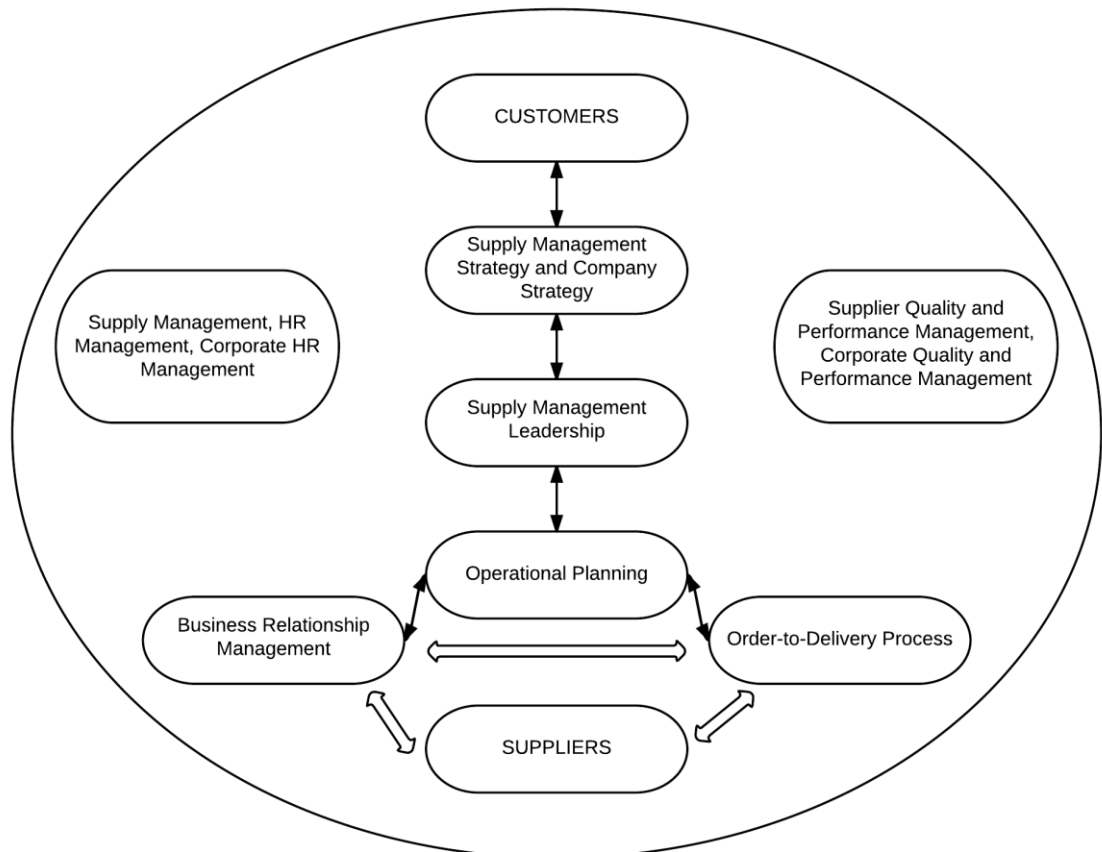 CUSTOMERS
Supply Management
Strategy and Company
Strategy
Supply Management, HR
Management, Corporate HR
Management
Supplier Quality and
Performance Management,
Corporate Quality and
Performance Management
Supply Management
Leadership
Operational Planning
Business Relationship
Management
Order-to-Delivery Process
SUPPLIERS